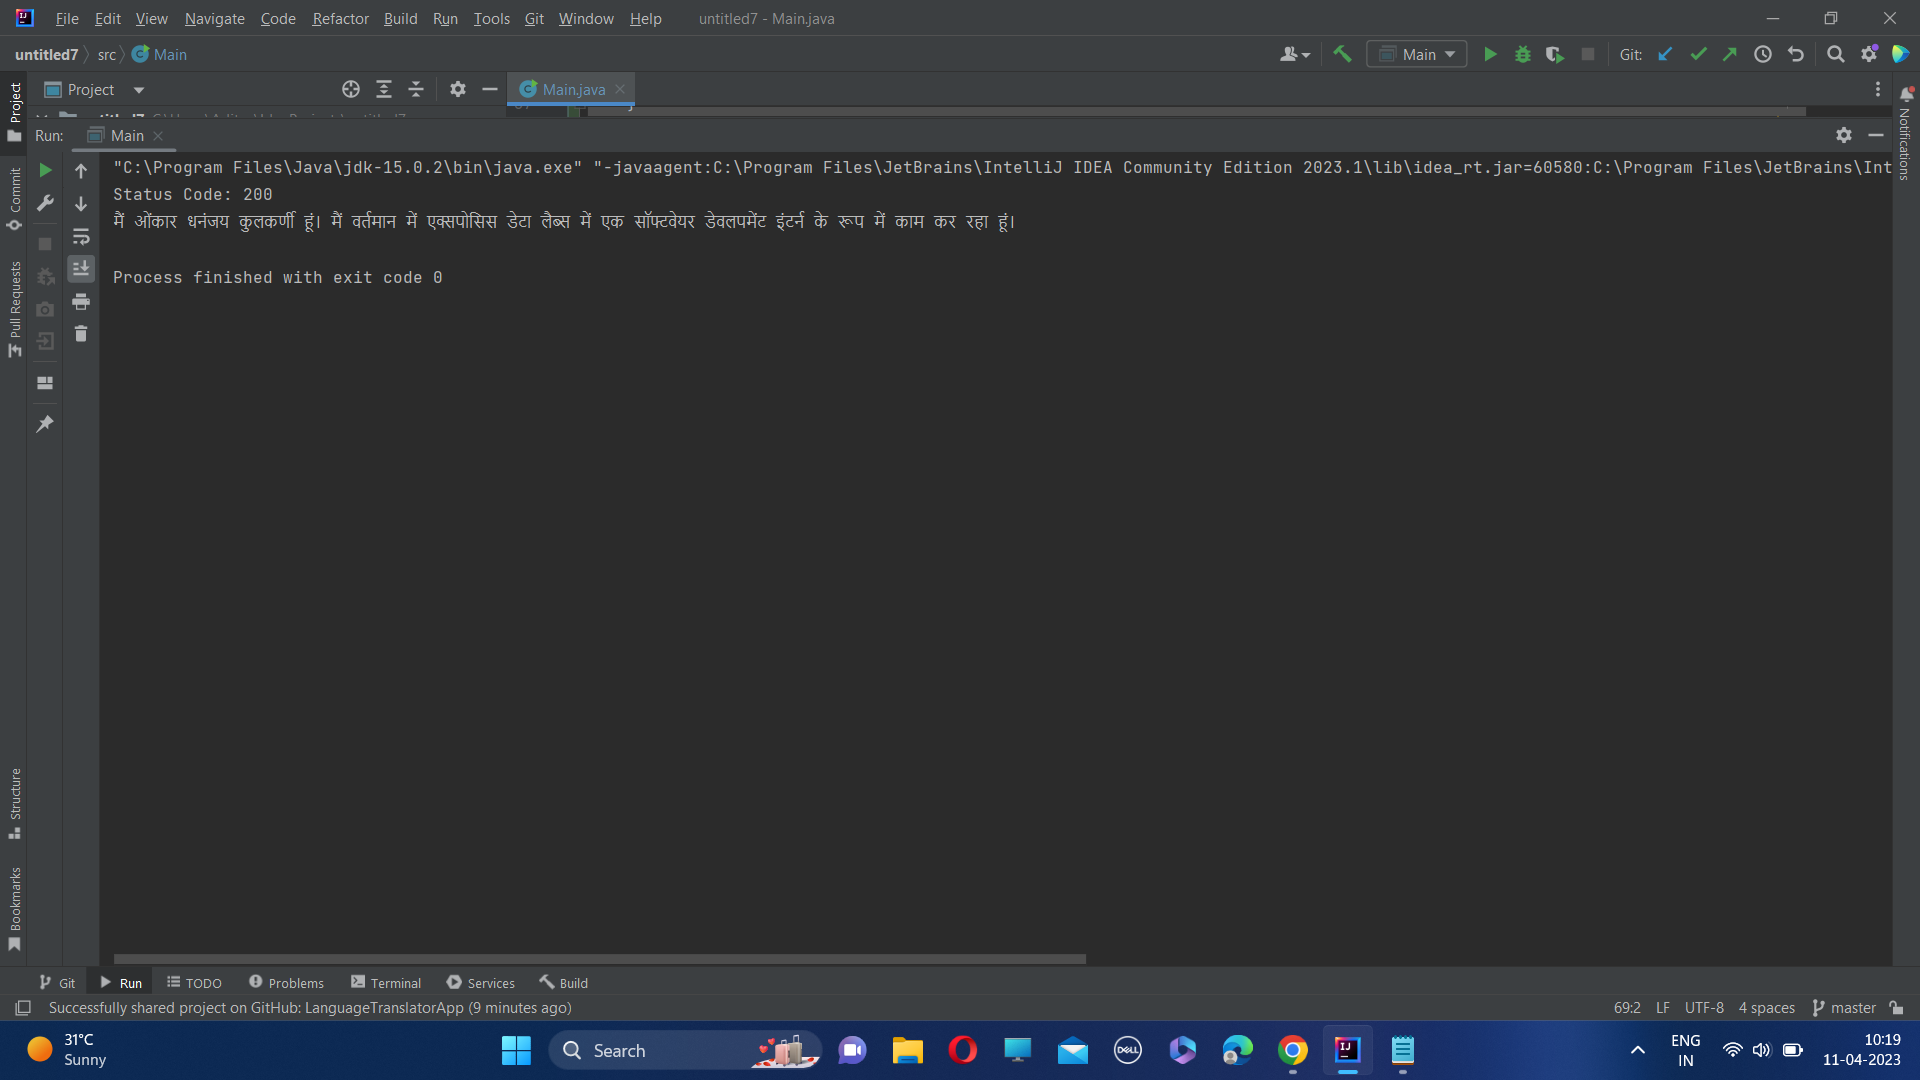 File Edit View Navigate Code Refactor Build Run Tools Git Window Help untitled7 - Main.java
untitled7 src Main
Main Git:
Project Main.java
Run: Main
"C:\Program Files\Java\jdk-15.0.2\bin\java.exe" "-javaagent:C:\Program Files\JetBrains\IntelliJ IDEA Community Edition 2023.1\lib\idea_rt.jar=60580:C:\Program Files\JetBrains\Int
Status Code: 200
मैं ओंकार धनंजय कुलकर्णी हूं। मैं वर्तमान में एक्सपोसिस डेटा लैब्स में एक सॉफ्टवेयर डेवलपमेंट इंटर्न के रूप में काम कर रहा हूं।
Process finished with exit code 0
Project
Commit
Pull Requests
Structure
Bookmarks
Notifications
Git Run TODO Problems Terminal Services Build
Successfully shared project on GitHub: LanguageTranslatorApp (9 minutes ago) 69:2 LF UTF-8 4 spaces master
31°C
Sunny
Search
DELL
ENG
IN
10:19
11-04-2023